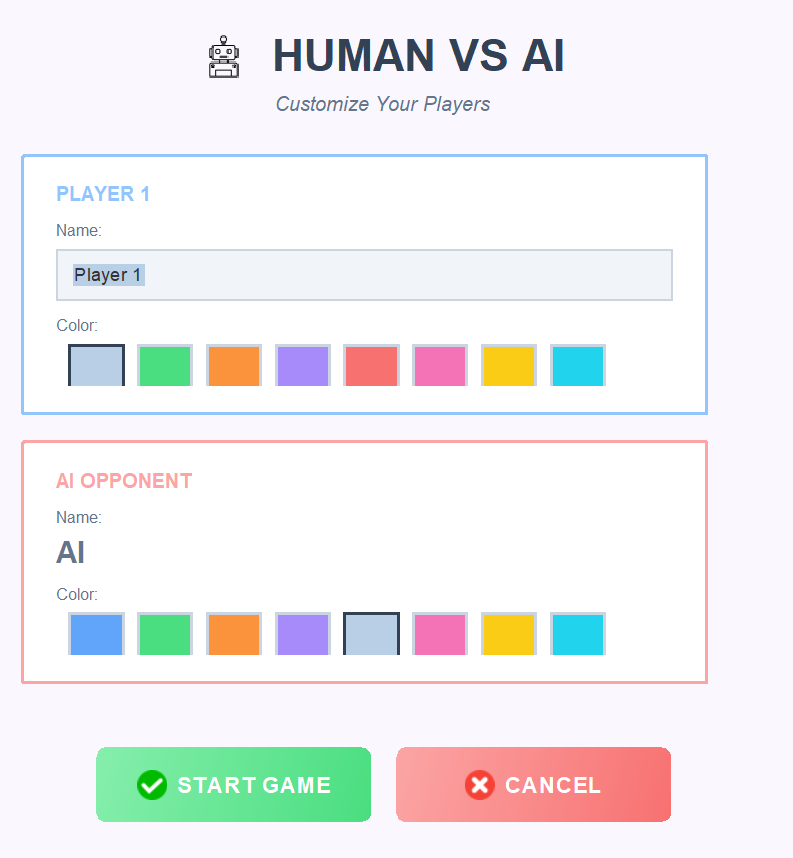 HUMAN VS AI
Customize Your Players
PLAYER 1
Name:
Player 1
Color:
AI OPPONENT
Name:
AI
Color:
START GAME
CANCEL